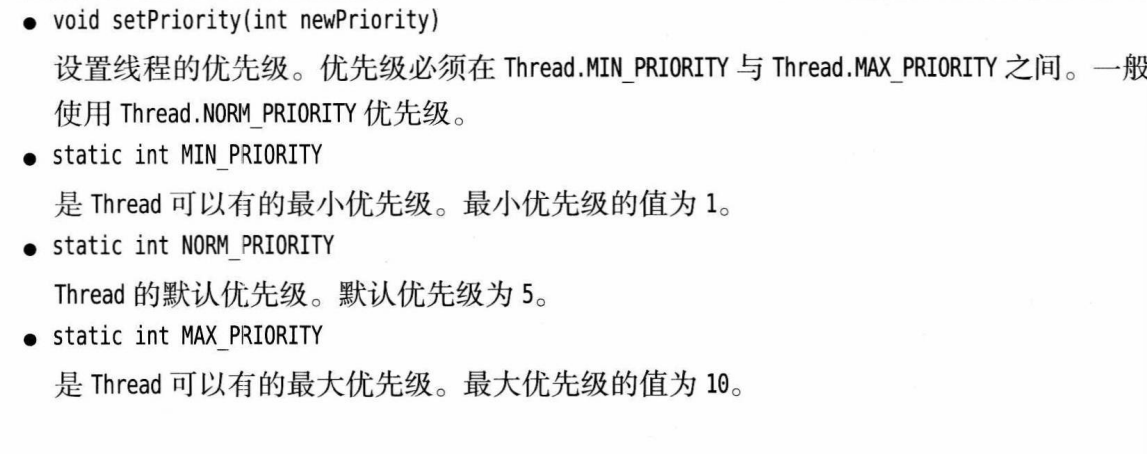 ● void setPriority(int newPriority)
设置线程的优先级。优先级必须在 Thread.MIN_PRIORITY 与 Thread.MAX_PRIORITY 之间。一般
使用 Thread.NORM_PRIORITY 优先级。
● static int MIN_PRIORITY
是 Thread 可以有的最小优先级。最小优先级的值为 1。
● static int NORM_PRIORITY
Thread 的默认优先级。默认优先级为 5。
● static int MAX_PRIORITY
是 Thread 可以有的最大优先级。最大优先级的值为 10。